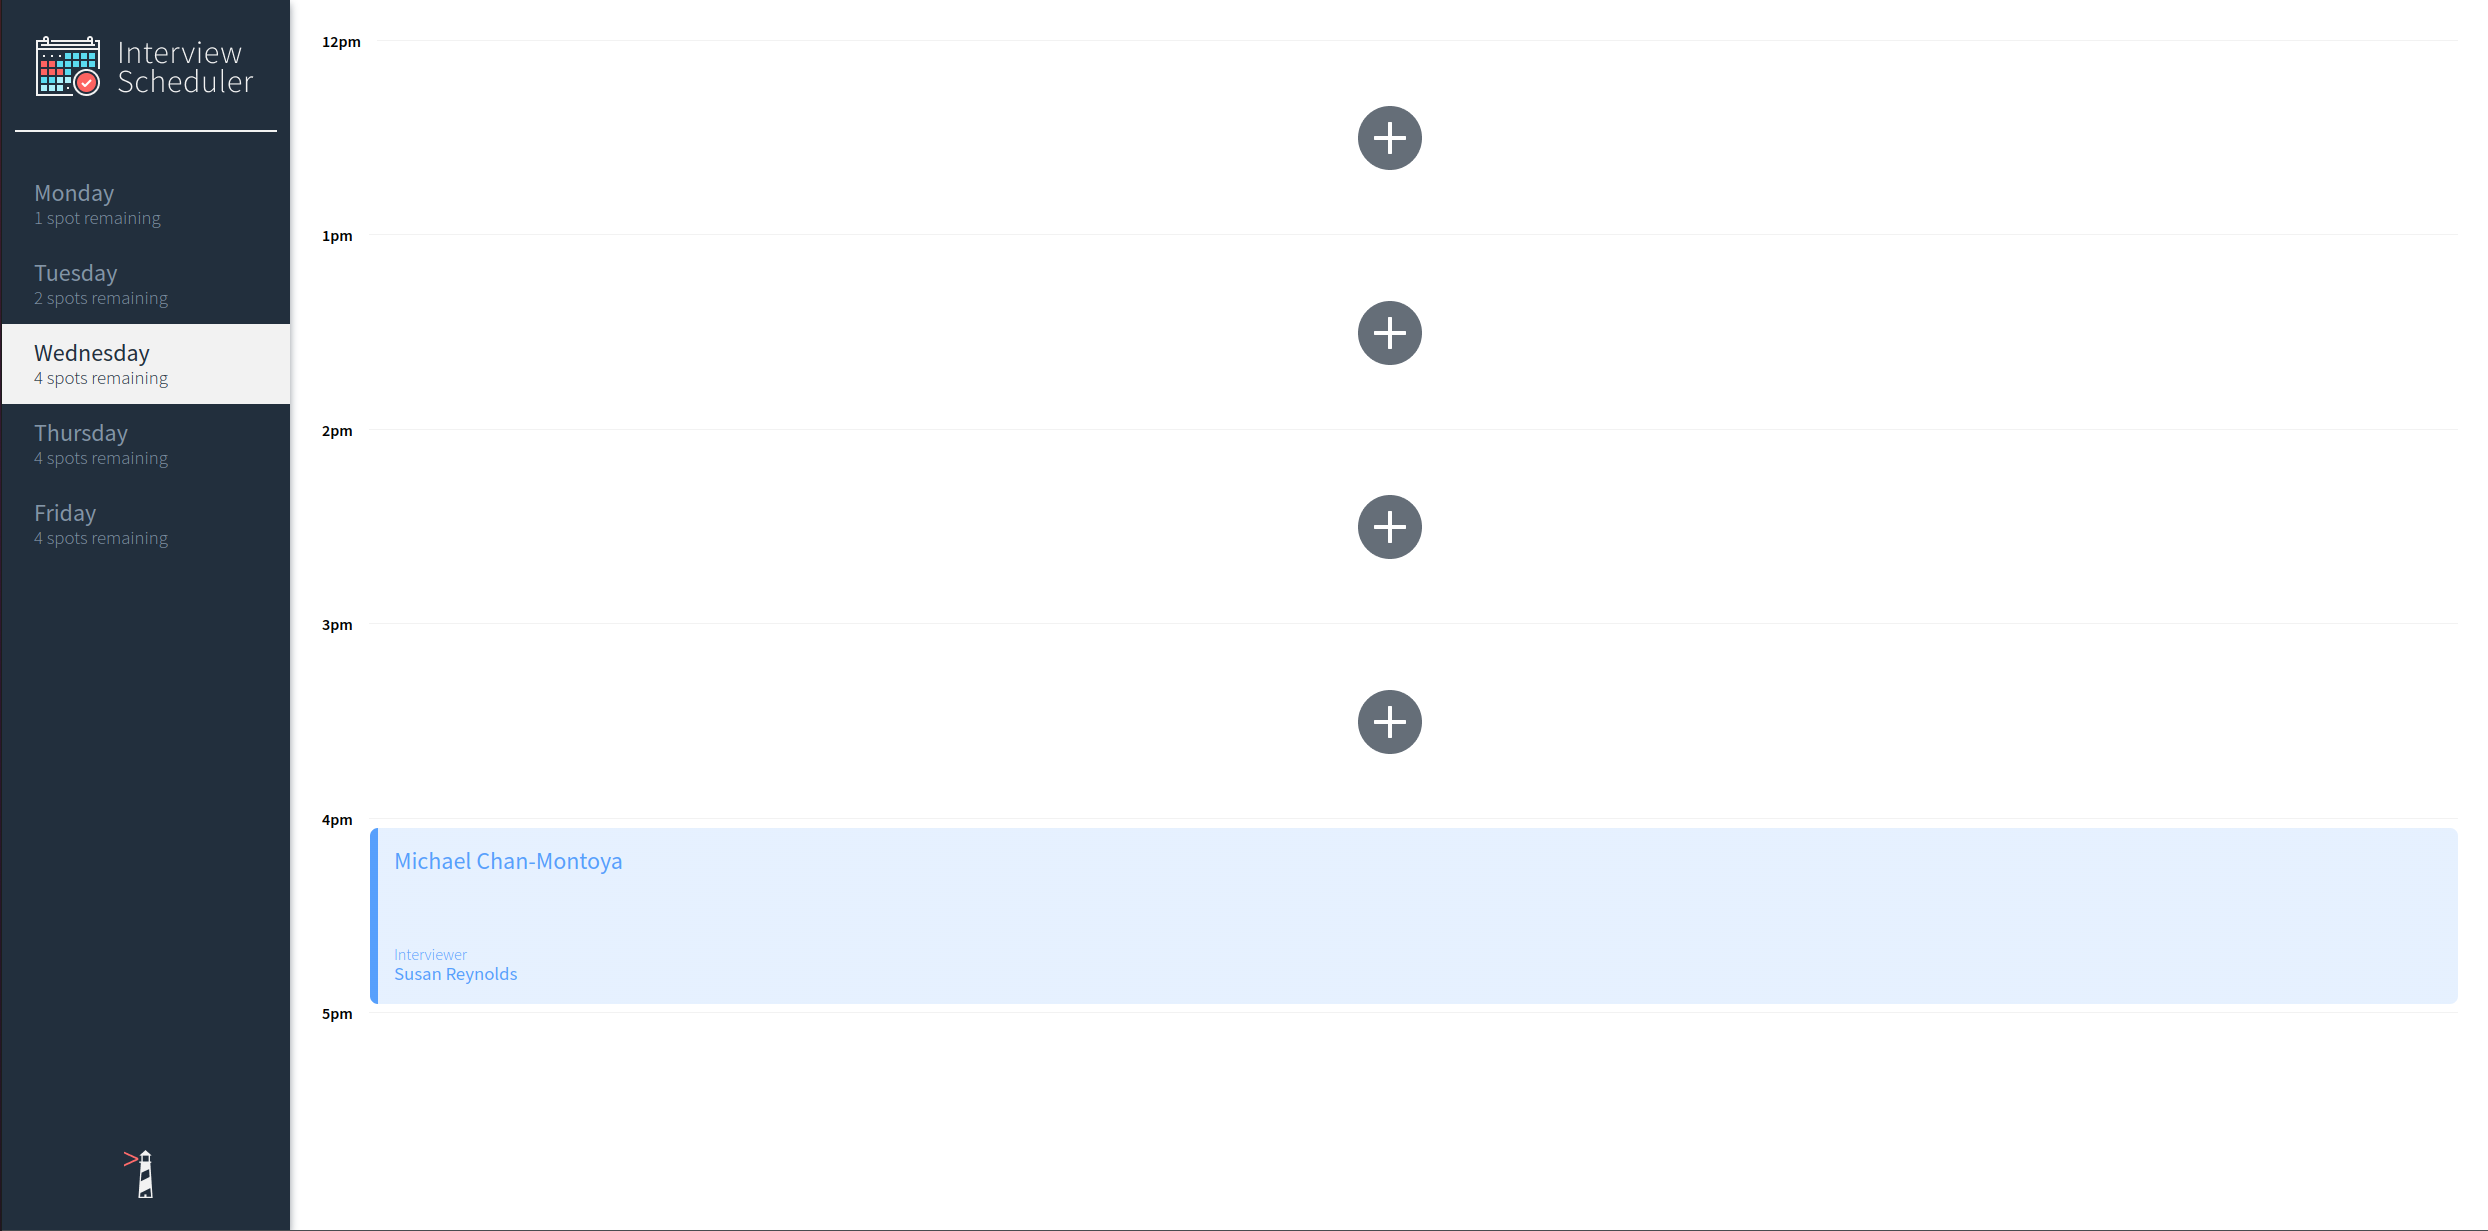 Interview
Scheduler
Monday
1 spot remaining
Tuesday
2 spots remaining
Wednesday
4 spots remaining
Thursday
4 spots remaining
Friday
4 spots remaining
12pm
1pm
2pm
3pm
4pm
Michael Chan-Montoya
Interviewer
Susan Reynolds
5pm